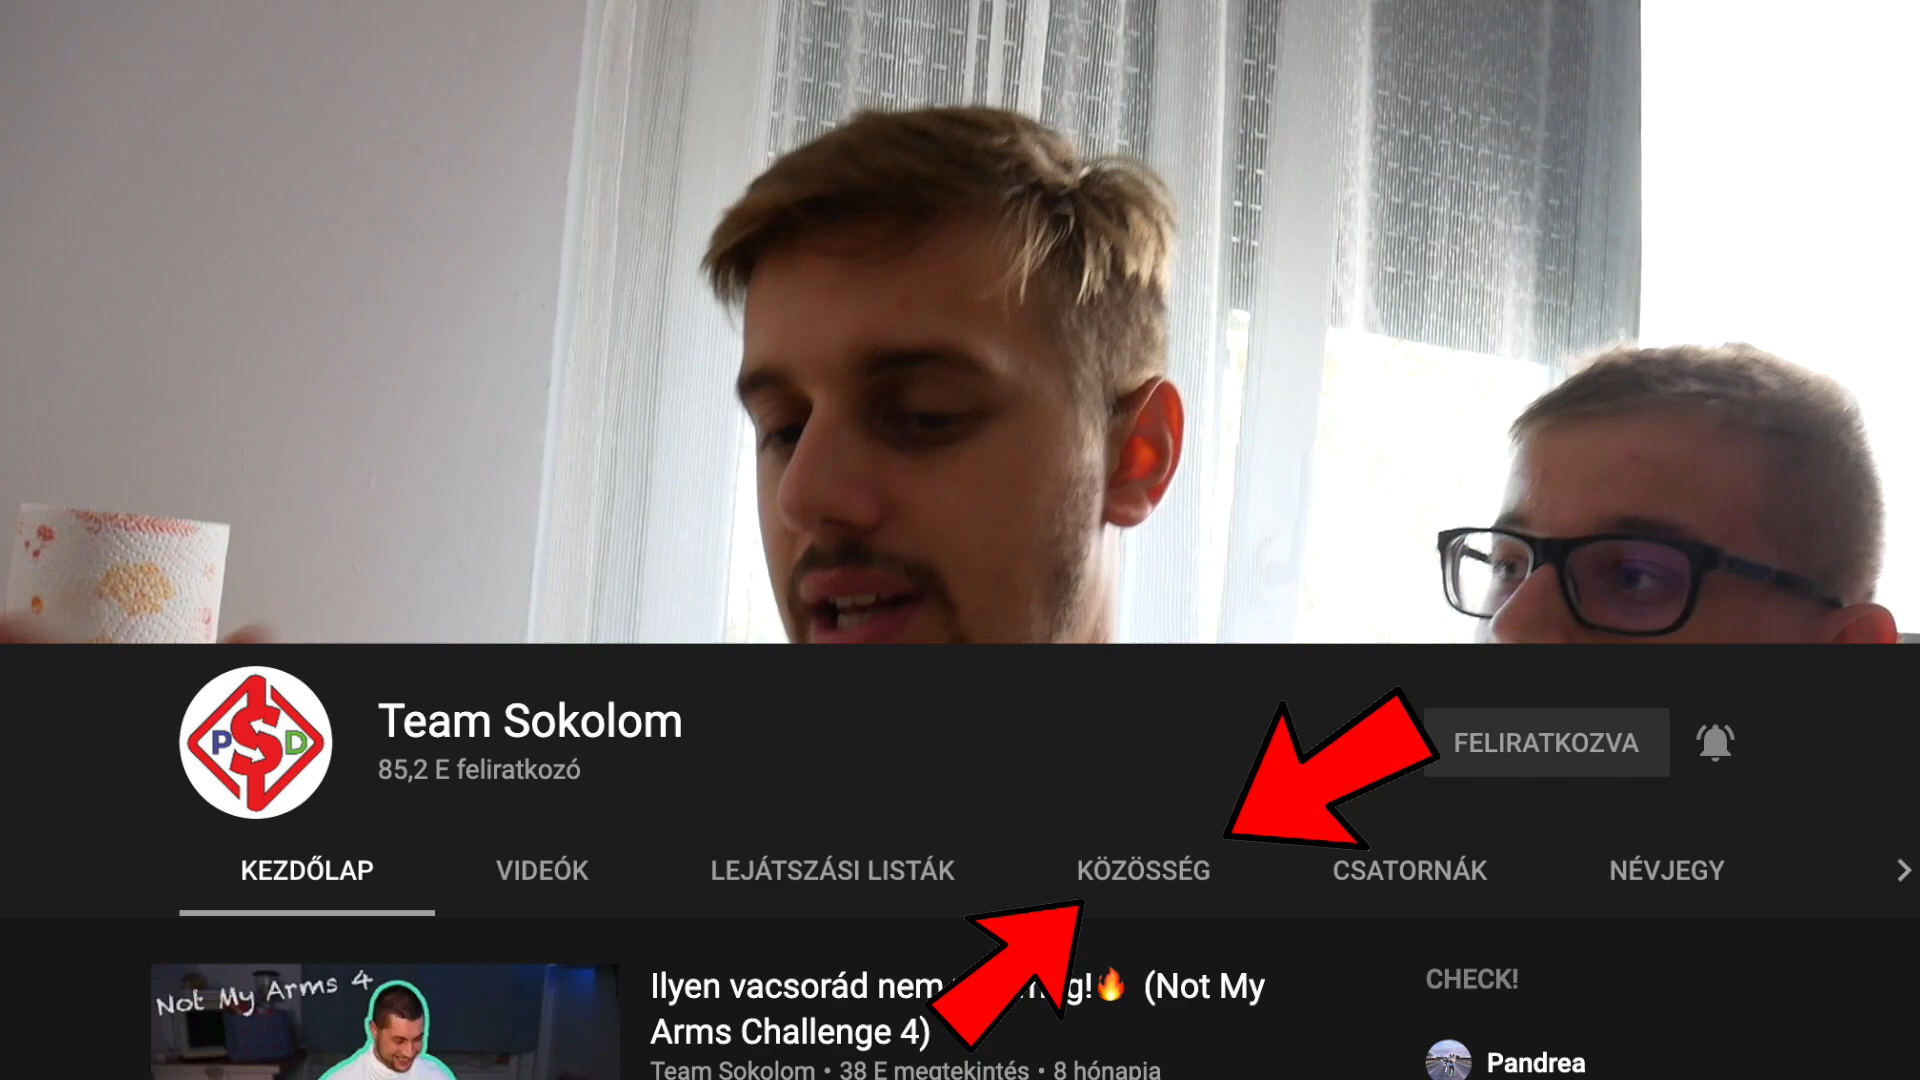 Team Sokolom
85,2 E feliratkozó
FELIRATKOZVA
P S D
KEZDŐLAP
VIDEÓK
LEJÁTSZÁSI LISTÁK
KÖZÖSSÉG
CSATORNÁK
NÉVJEGY
Not My Arms 4
Ilyen vacsorád nem 🔥 (Not My
Arms Challenge 4)
Team Sokolom • 38 E megtekintés • 8 hónapja
CHECK!
Pandrea